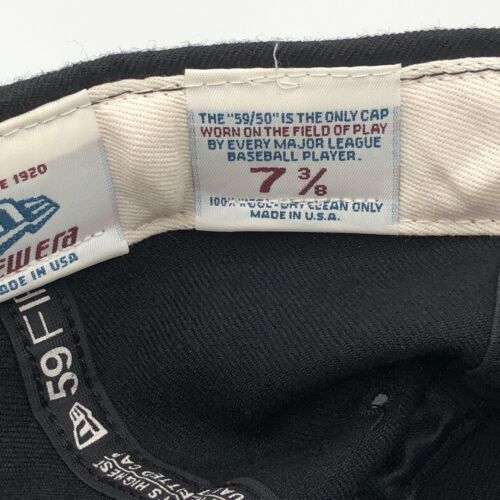 E 1920
EW ERA
ADE IN USA
THE "59/50" IS THE ONLY CAP
WORN ON THE FIELD OF PLAY
BY EVERY MAJOR LEAGUE
BASEBALL PLAYER.
7 3/8
100% WOOL-DRY CLEAN ONLY
MADE IN U.S.A.
59 FI